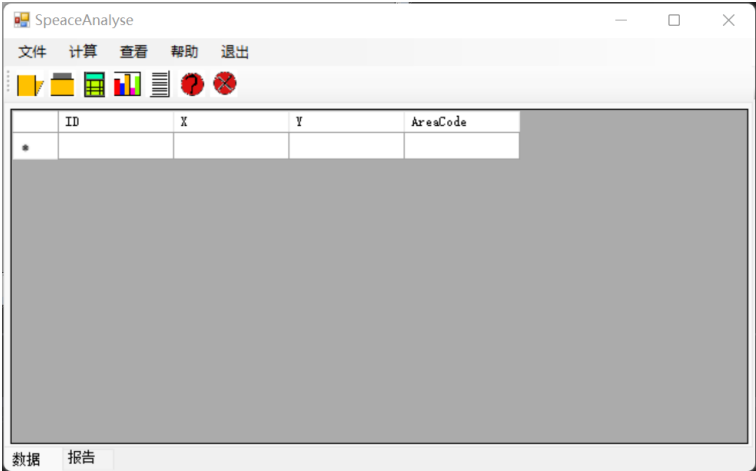 SpeaceAnalyse
文件 计算 查看 帮助 退出
ID X Y AreaCode
数据 报告